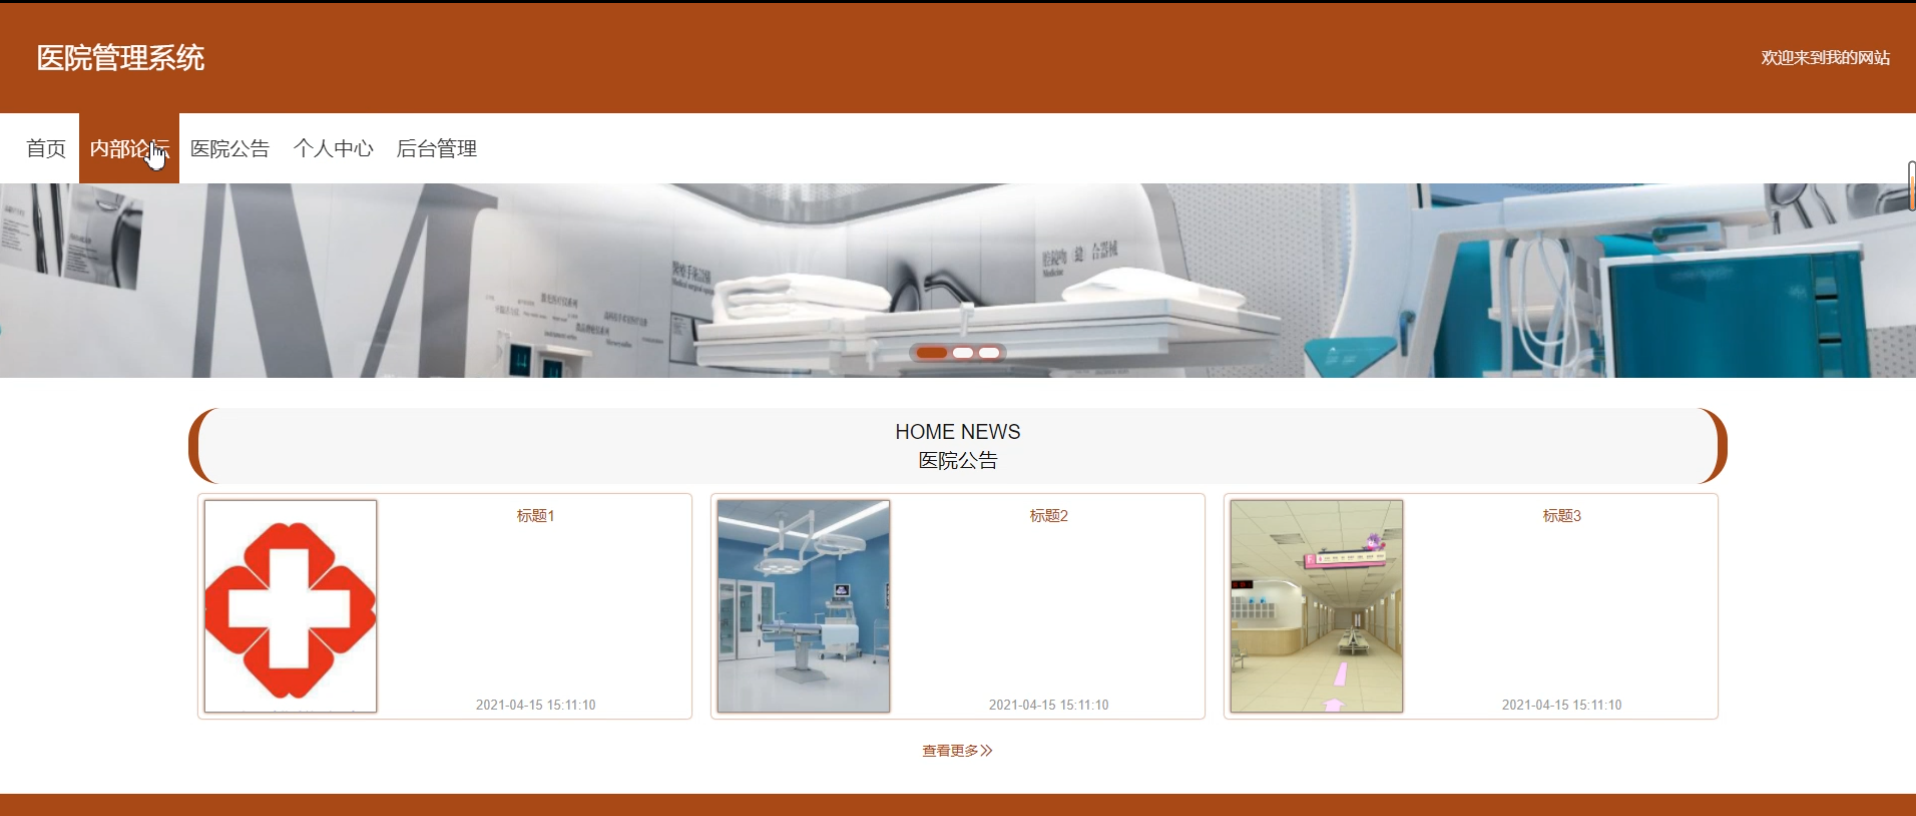 医院管理系统
欢迎来到我的网站
首页
内部论坛
医院公告
个人中心
后台管理
HOME NEWS
医院公告
标题1
2021-04-15 15:11:10
标题2
2021-04-15 15:11:10
标题3
2021-04-15 15:11:10
查看更多